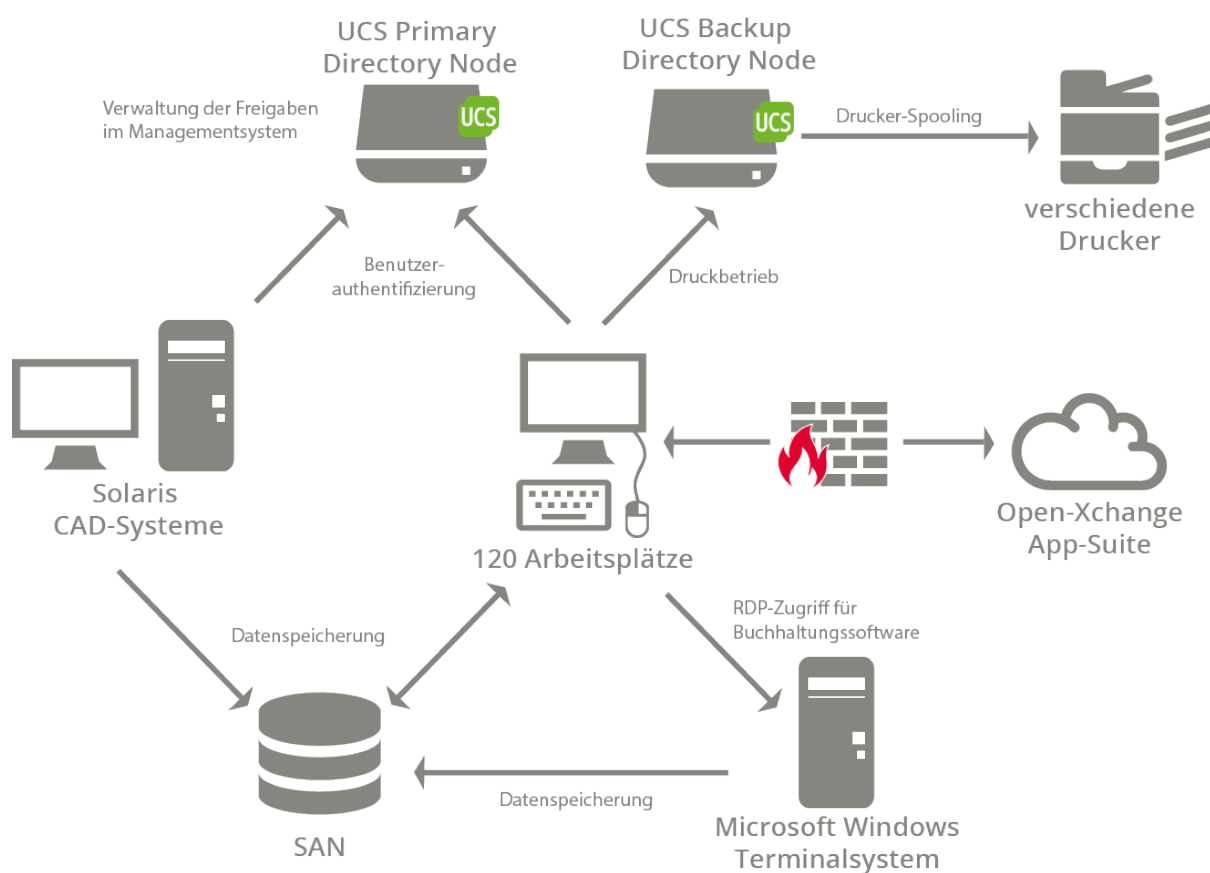 UCS Primary
Directory Node
UCS Backup
Directory Node
Verwaltung der Freigaben
im Managementsystem
UCS
UCS
Drucker-Spooling
verschiedene
Drucker
Benutzer-
authentifizierung
Druckbetrieb
Solaris
CAD-Systeme
120 Arbeitsplätze
Open-Xchange
App-Suite
Datenspeicherung
RDP-Zugriff für
Buchhaltungssoftware
Datenspeicherung
SAN
Microsoft Windows
Terminalsystem